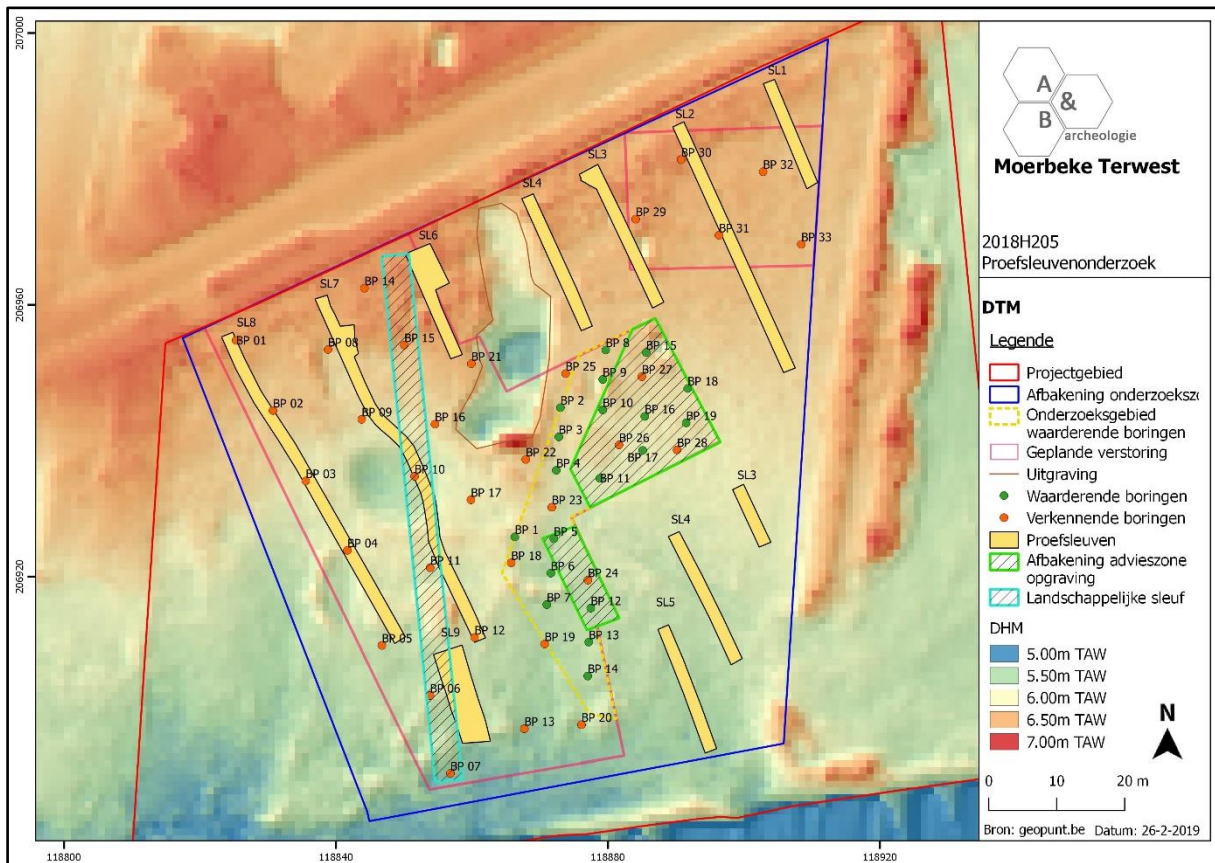 207000
206960
206920
118800
118840
118880
118920
SL1
SL2
BP 30
BP 32
SL3
SL4
BP 29
BP 31
BP 33
SL6
BP 14
SL7
SL8
BP 01
BP 08
BP 15
BP 21
BP 8
BP 15
BP 25
BP 9
BP 27
BP 18
BP 02
BP 09
BP 16
BP 2
BP 10
BP 16
BP 19
BP 3
BP 26
BP 28
BP 22
BP 4
BP 17
BP 03
BP 10
BP 11
SL3
BP 17
BP 23
BP 1
BP 5
SL4
BP 04
BP 11
BP 18
BP 6
BP 24
BP 7
BP 12
SL5
BP 05
SL9
BP 12
BP 19
BP 13
BP 14
BP 06
BP 13
BP 20
BP 07
A
&
B
archeologie
Moerbeke Terwest
2018H205
Proefsleuvenonderzoek
DTM
Legende
Projectgebied
Afbakening onderzoeksz
Onderzoeksgebied
waarderende boringen
Geplande verstoring
Uitgraving
Waarderende boringen
Verkennende boringen
Proefsleuven
Afbakening advieszone
opgraving
Landschappelijke sleuf
DHM
5.00m TAW
5.50m TAW
6.00m TAW
6.50m TAW
7.00m TAW
N
0 10 20 m
Bron: geopunt.be Datum: 26-2-2019